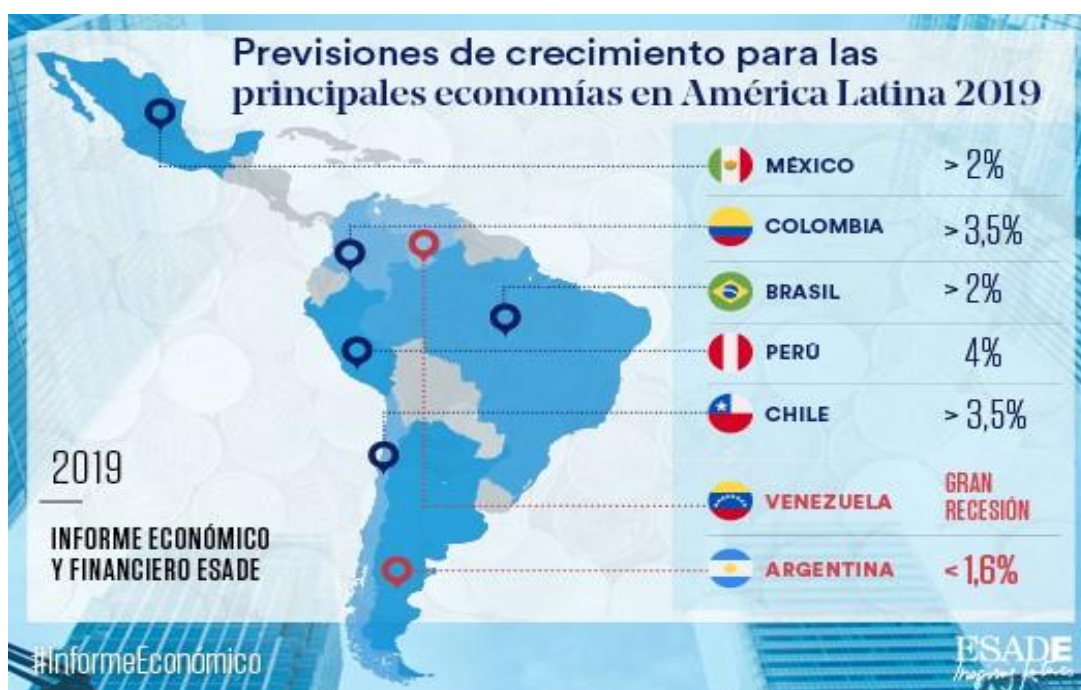 Previsiones de crecimiento para las
principales economías en América Latina 2019
MÉXICO > 2%
COLOMBIA > 3,5%
BRASIL > 2%
PERÚ 4%
CHILE > 3,5%
VENEZUELA GRAN
RECESIÓN
ARGENTINA < 1,6%
2019
INFORME ECONÓMICO
Y FINANCIERO ESADE
#InformeEconómico
ESADE